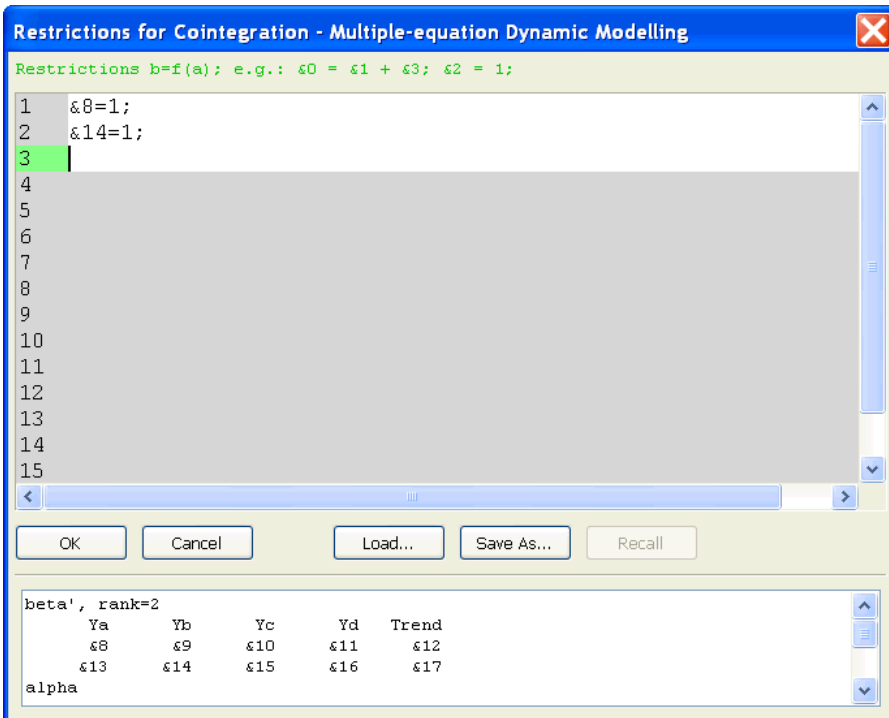 Restrictions for Cointegration - Multiple-equation Dynamic Modelling
Restrictions b=f(a); e.g.: &0 = &1 + &3; &2 = 1;
1 &8=1;
2 &14=1;
3
4
5
6
7
8
9
10
11
12
13
14
15
OK Cancel Load... Save As... Recall
beta', rank=2
Ya Yb Yc Yd Trend
&8 &9 &10 &11 &12
&13 &14 &15 &16 &17
alpha